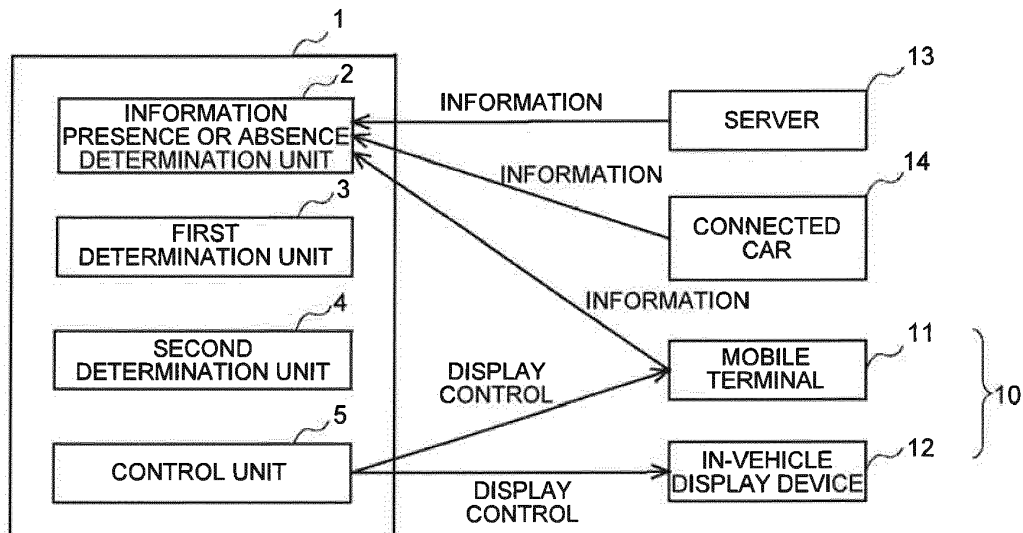 1
2
INFORMATION
PRESENCE OR ABSENCE
DETERMINATION UNIT
3
FIRST
DETERMINATION UNIT
4
SECOND
DETERMINATION UNIT
5
CONTROL UNIT
INFORMATION
INFORMATION
INFORMATION
DISPLAY
CONTROL
DISPLAY
CONTROL
13
SERVER
14
CONNECTED
CAR
11
MOBILE
TERMINAL
10
12
IN-VEHICLE
DISPLAY DEVICE